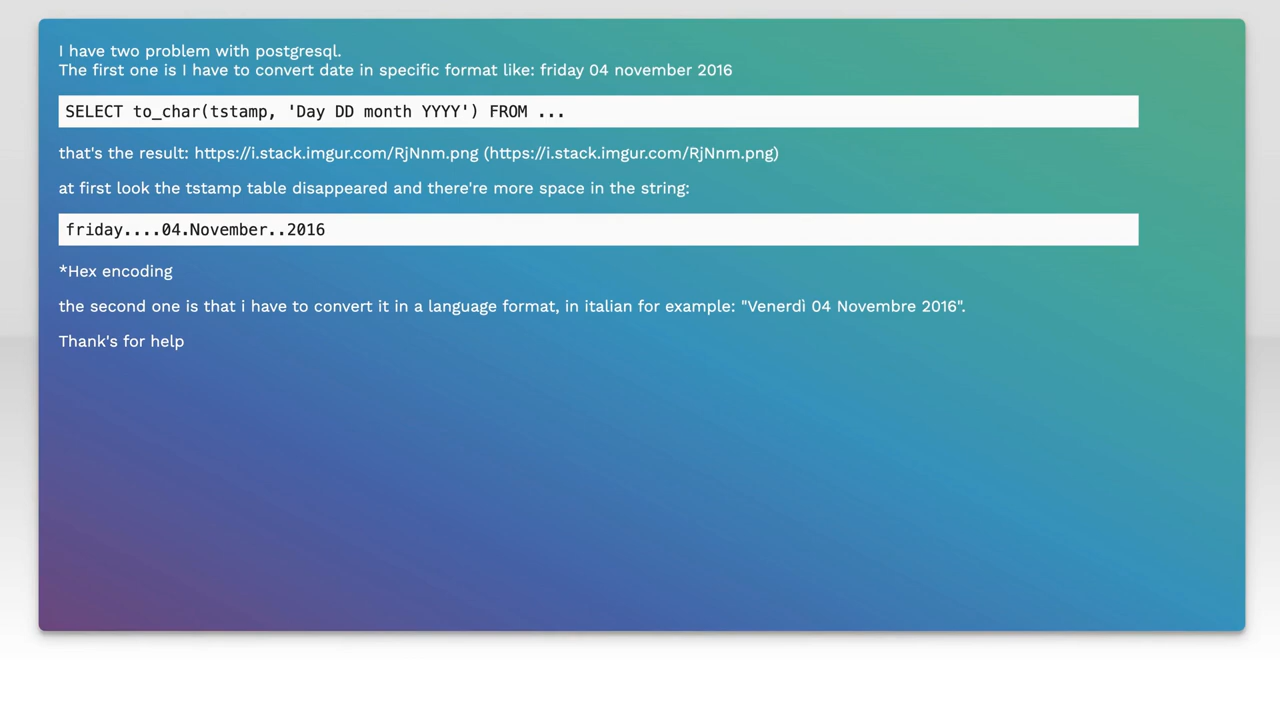 I have two problem with postgresql.
The first one is I have to convert date in specific format like: friday 04 november 2016
SELECT to_char(tstamp, 'Day DD month YYYY') FROM ...
that's the result: https://i.stack.imgur.com/RjNnm.png (https://i.stack.imgur.com/RjNnm.png)
at first look the tstamp table disappeared and there're more space in the string:
friday....04.November..2016
*Hex encoding
the second one is that i have to convert it in a language format, in italian for example: "Venerdì 04 Novembre 2016".
Thank's for help